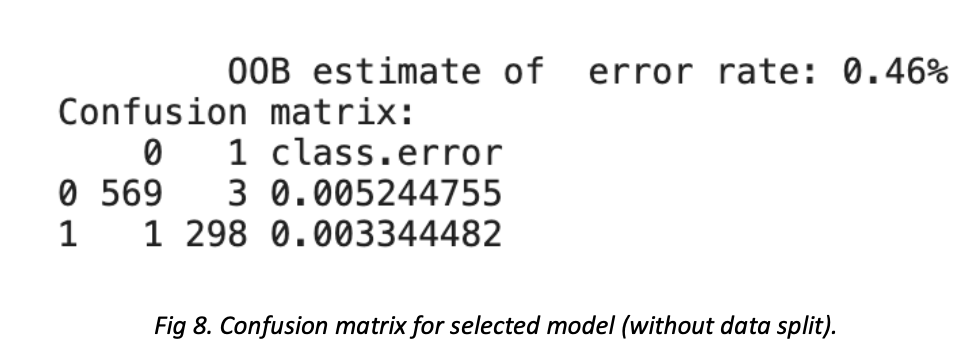 OOB estimate of  error rate: 0.46%
Confusion matrix:
0   1 class.error
0 569   3 0.005244755
1   1 298 0.003344482
Fig 8. Confusion matrix for selected model (without data split).